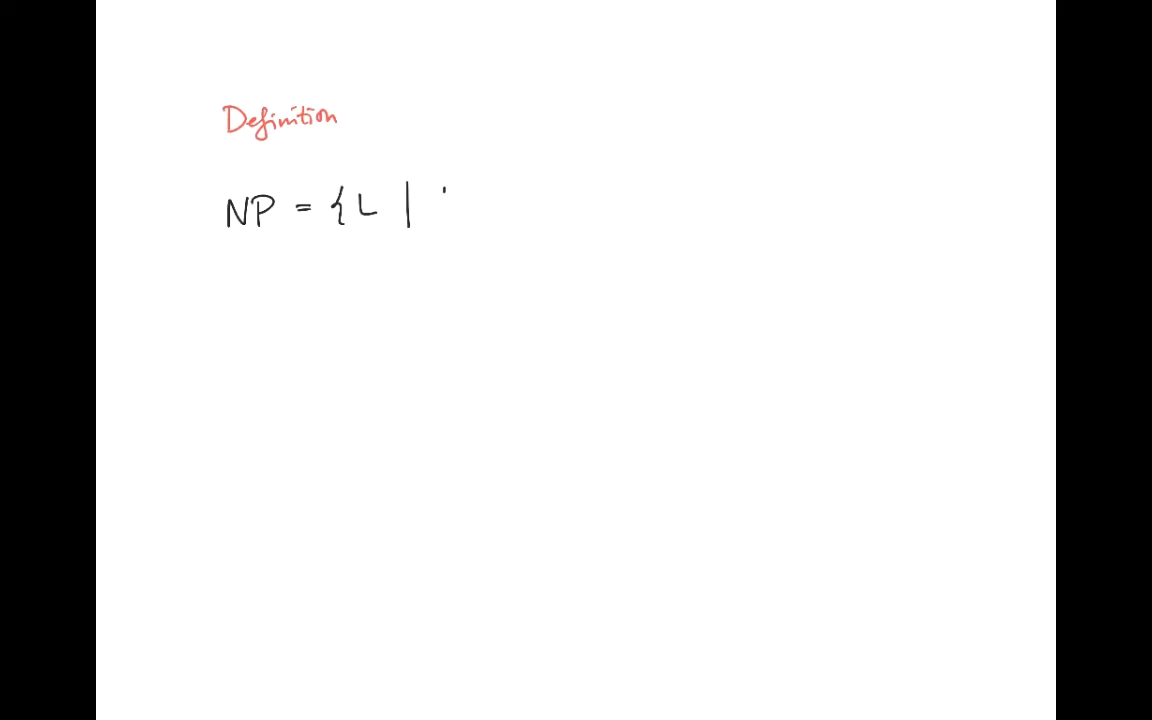 Definition
NP = { L |